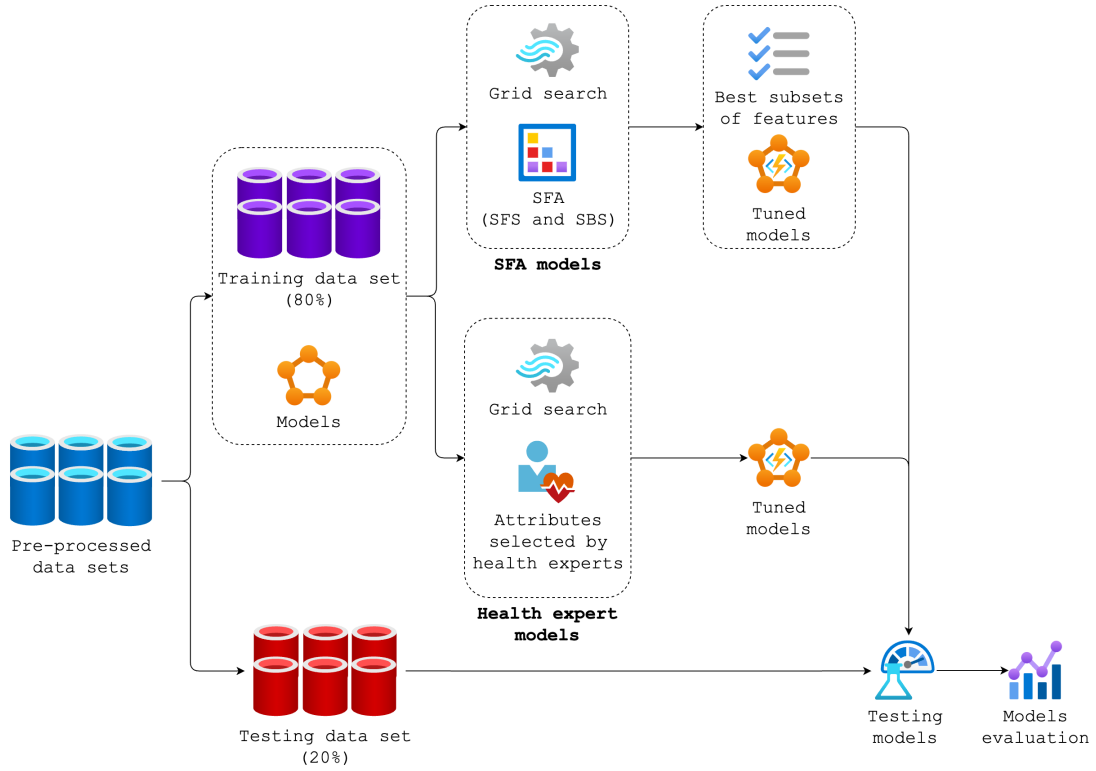 Grid search
SFA
(SFS and SBS)
SFA models
Best subsets
of features
Tuned
models
Training data set
(80%)
Models
Grid search
Attributes
selected by
health experts
Health expert
models
Tuned
models
Pre-processed
data sets
Testing data set
(20%)
Testing
models
Models
evaluation